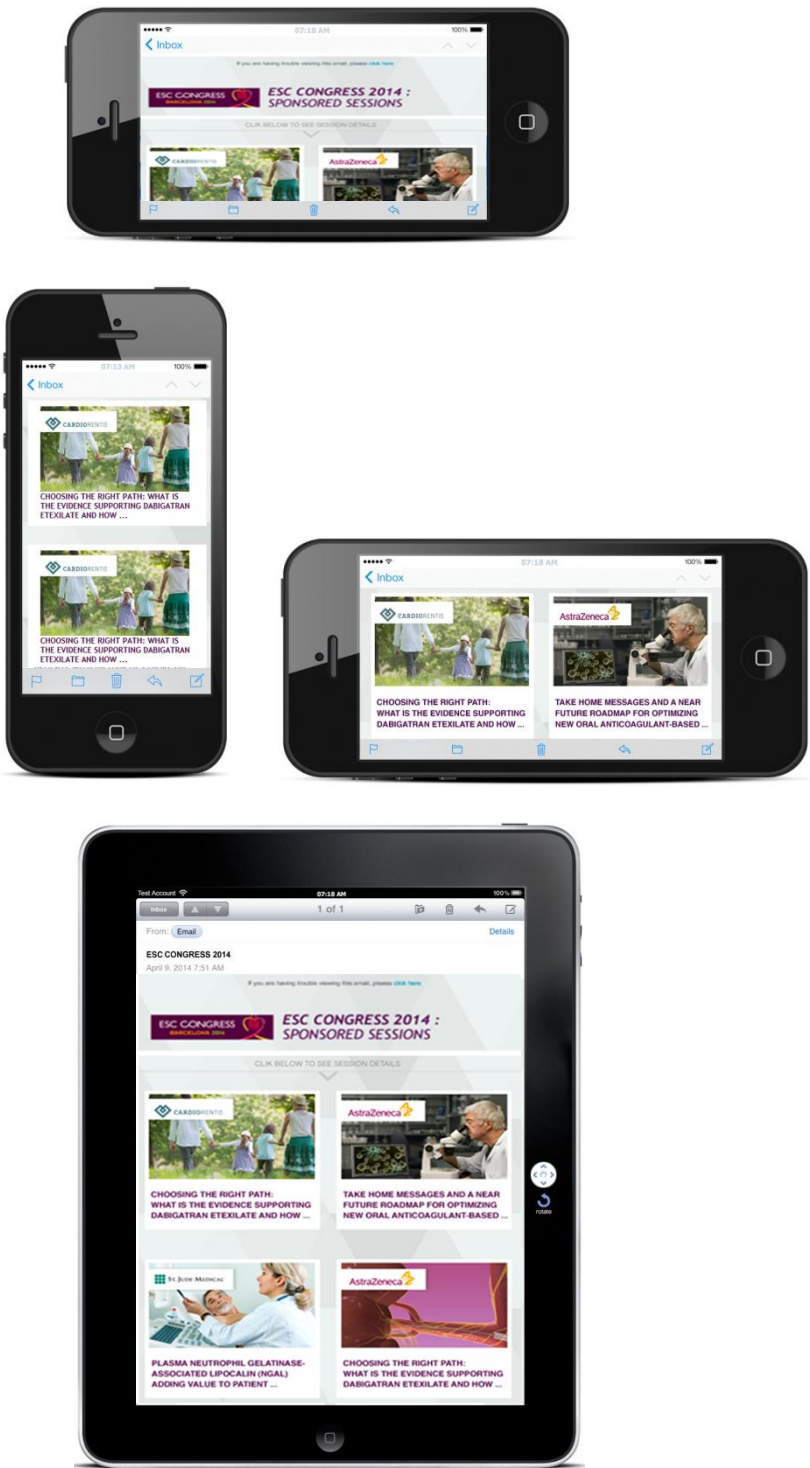 07:18 AM
100%
Inbox
If you are having trouble viewing this email, please click here
ESC CONGRESS
BARCELONA 2014
ESC CONGRESS 2014 :
SPONSORED SESSIONS
CLIK BELOW TO SEE SESSION DETAILS
CARDIORENTIS
AstraZeneca
07:13 AM
100%
Inbox
CARDIORENTIS
CHOOSING THE RIGHT PATH: WHAT IS
THE EVIDENCE SUPPORTING DABIGATRAN
ETEXILATE AND HOW ...
CARDIORENTIS
CHOOSING THE RIGHT PATH: WHAT IS
THE EVIDENCE SUPPORTING DABIGATRAN
ETEXILATE AND HOW ...
07:18 AM
100%
Inbox
CARDIORENTIS
CHOOSING THE RIGHT PATH:
WHAT IS THE EVIDENCE SUPPORTING
DABIGATRAN ETEXILATE AND HOW ...
AstraZeneca
TAKE HOME MESSAGES AND A NEAR
FUTURE ROADMAP FOR OPTIMIZING
NEW ORAL ANTICOAGULANT-BASED ...
Test Account
07:18 AM
100%
Inbox
1 of 1
From: Email
Details
ESC CONGRESS 2014
April 9, 2014 7:51 AM
If you are having trouble viewing this email, please click here
ESC CONGRESS
BARCELONA 2014
ESC CONGRESS 2014 :
SPONSORED SESSIONS
CLIK BELOW TO SEE SESSION DETAILS
CARDIORENTIS
CHOOSING THE RIGHT PATH:
WHAT IS THE EVIDENCE SUPPORTING
DABIGATRAN ETEXILATE AND HOW ...
AstraZeneca
TAKE HOME MESSAGES AND A NEAR
FUTURE ROADMAP FOR OPTIMIZING
NEW ORAL ANTICOAGULANT-BASED ...
rotate
ST. JUDE MEDICAL
PLASMA NEUTROPHIL GELATINASE-
ASSOCIATED LIPOCALIN (NGAL)
ADDING VALUE TO PATIENT ...
AstraZeneca
CHOOSING THE RIGHT PATH:
WHAT IS THE EVIDENCE SUPPORTING
DABIGATRAN ETEXILATE AND HOW ...